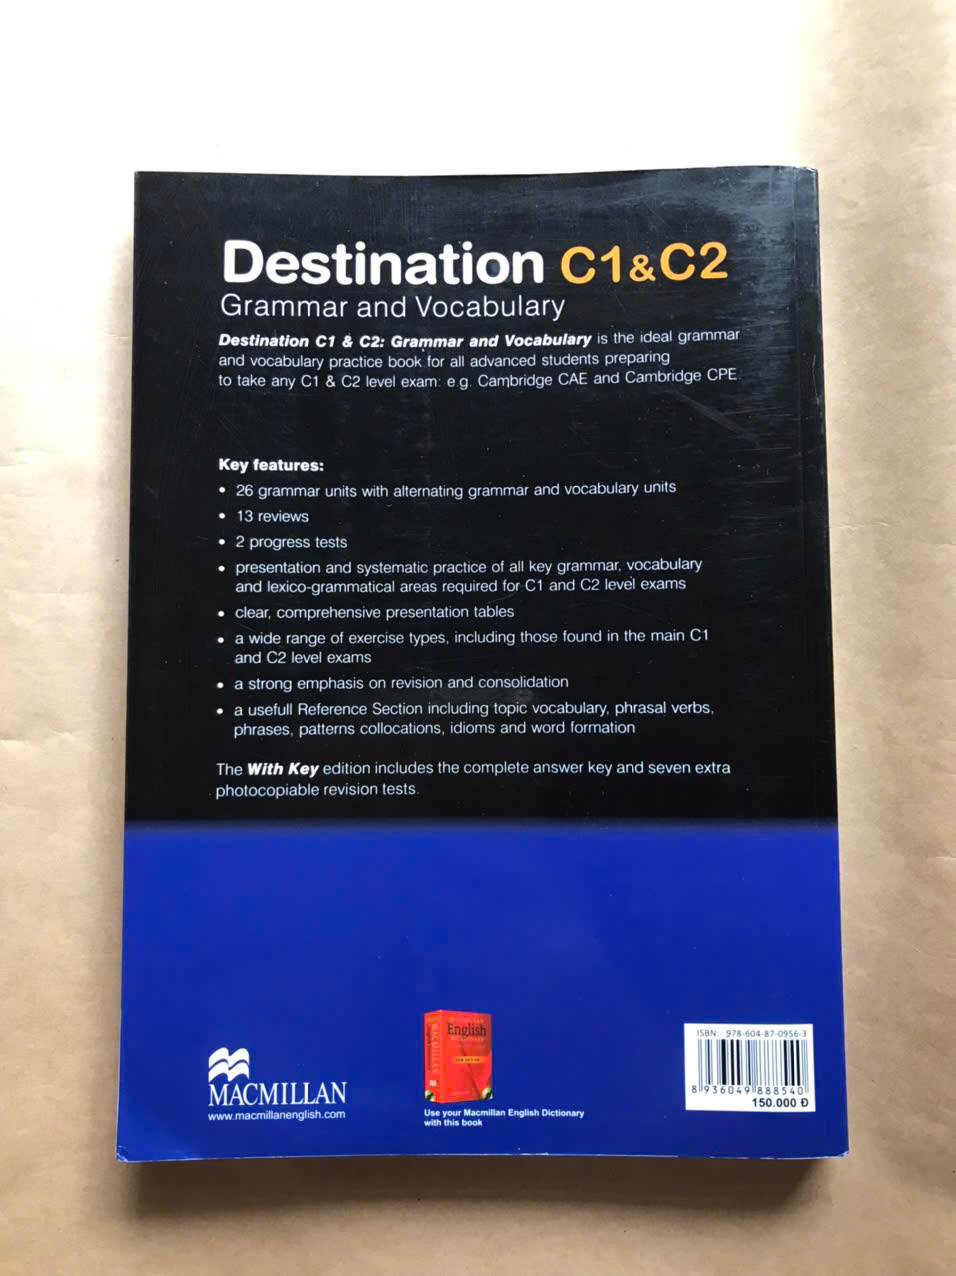 Destination C1&C2
Grammar and Vocabulary
Destination C1 & C2: Grammar and Vocabulary is the ideal grammar
and vocabulary practice book for all advanced students preparing
to take any C1 & C2 level exam: e.g. Cambridge CAE and Cambridge CPE.
Key features:
• 26 grammar units with alternating grammar and vocabulary units
• 13 reviews
• 2 progress tests
• presentation and systematic practice of all key grammar, vocabulary
and lexico-grammatical areas required for C1 and C2 level exams
• clear, comprehensive presentation tables
• a wide range of exercise types, including those found in the main C1
and C2 level exams
• a strong emphasis on revision and consolidation
• a usefull Reference Section including topic vocabulary, phrasal verbs,
phrases, patterns collocations, idioms and word formation
The With Key edition includes the complete answer key and seven extra
photocopiable revision tests.
MACMILLAN
www.macmillanenglish.com
English
Use your Macmillan English Dictionary
with this book
ISBN: 978-604-87-0956-3
8 936049 888540
150.000 Đ